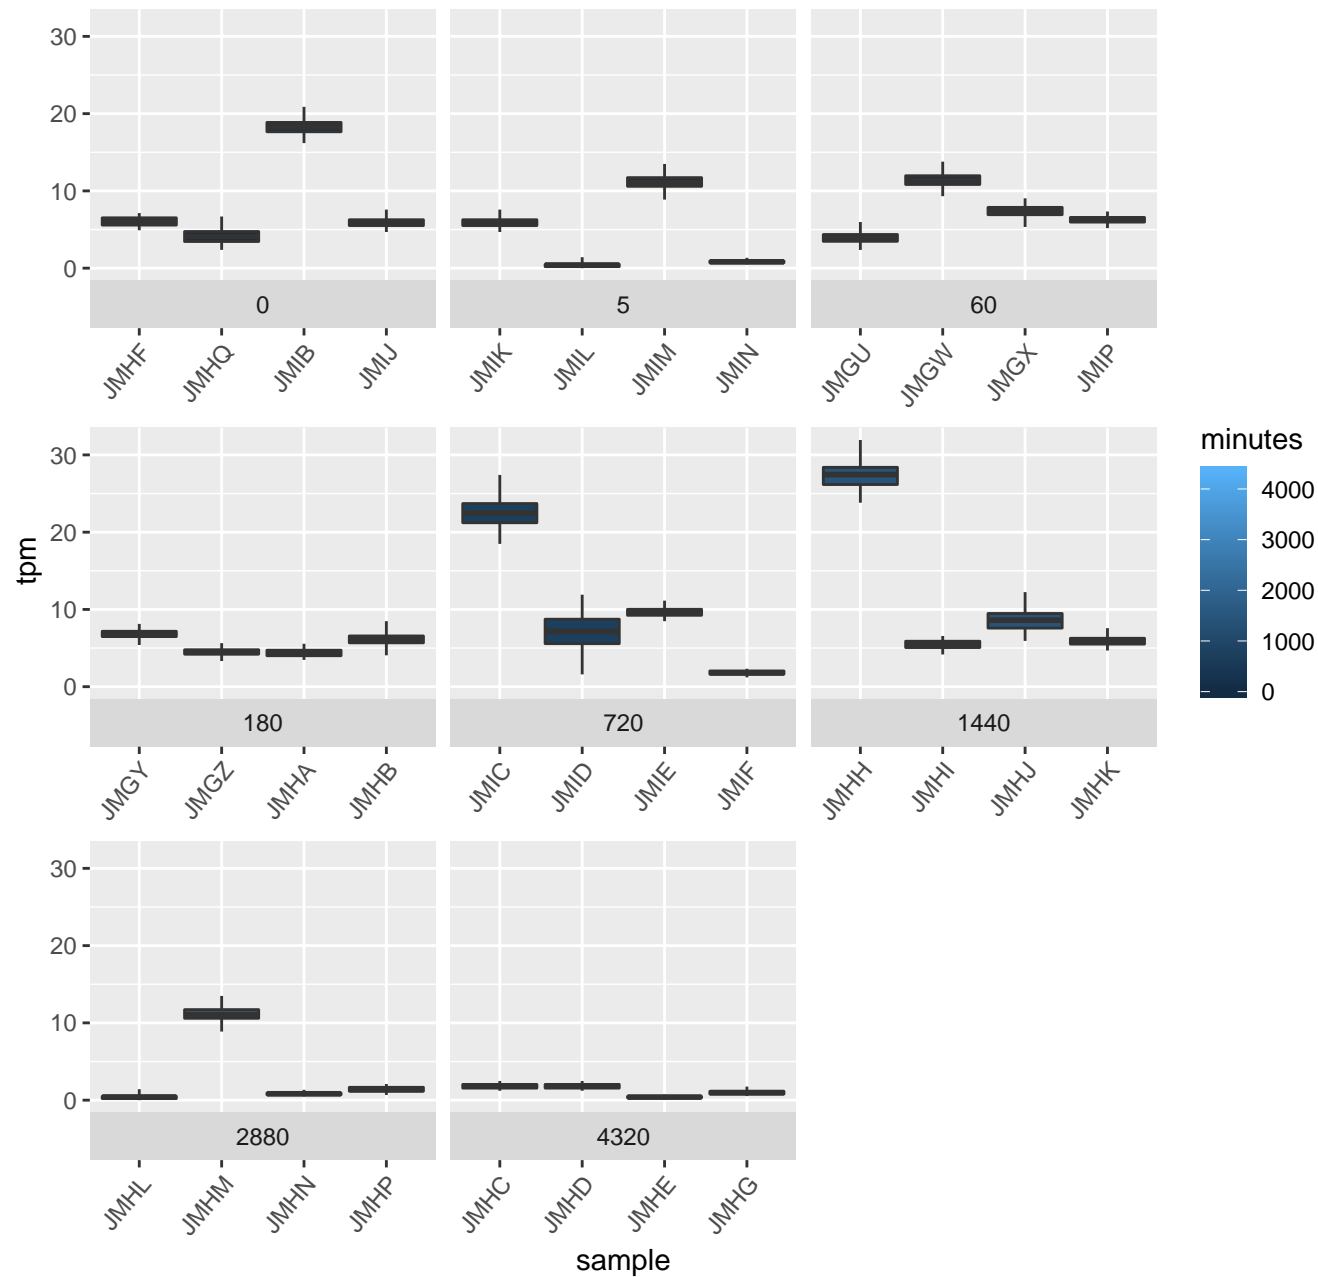 30
20
10
0
0
5
60
JMHF JMHQ JMIB JMIJ
JMIK JMIL JMIM JMIN
JMGU JMGW JMGX JMIP
tpm
30
20
10
0
180
720
1440
JMGY JMGZ JMHA JMHB
JMIC JMID JMIE JMIF
JMHH JMHI JMHJ JMHK
minutes
4000
3000
2000
1000
0
30
20
10
0
2880
4320
JMHL JMHM JMHN JMHP
JMHC JMHD JMHE JMHG
sample